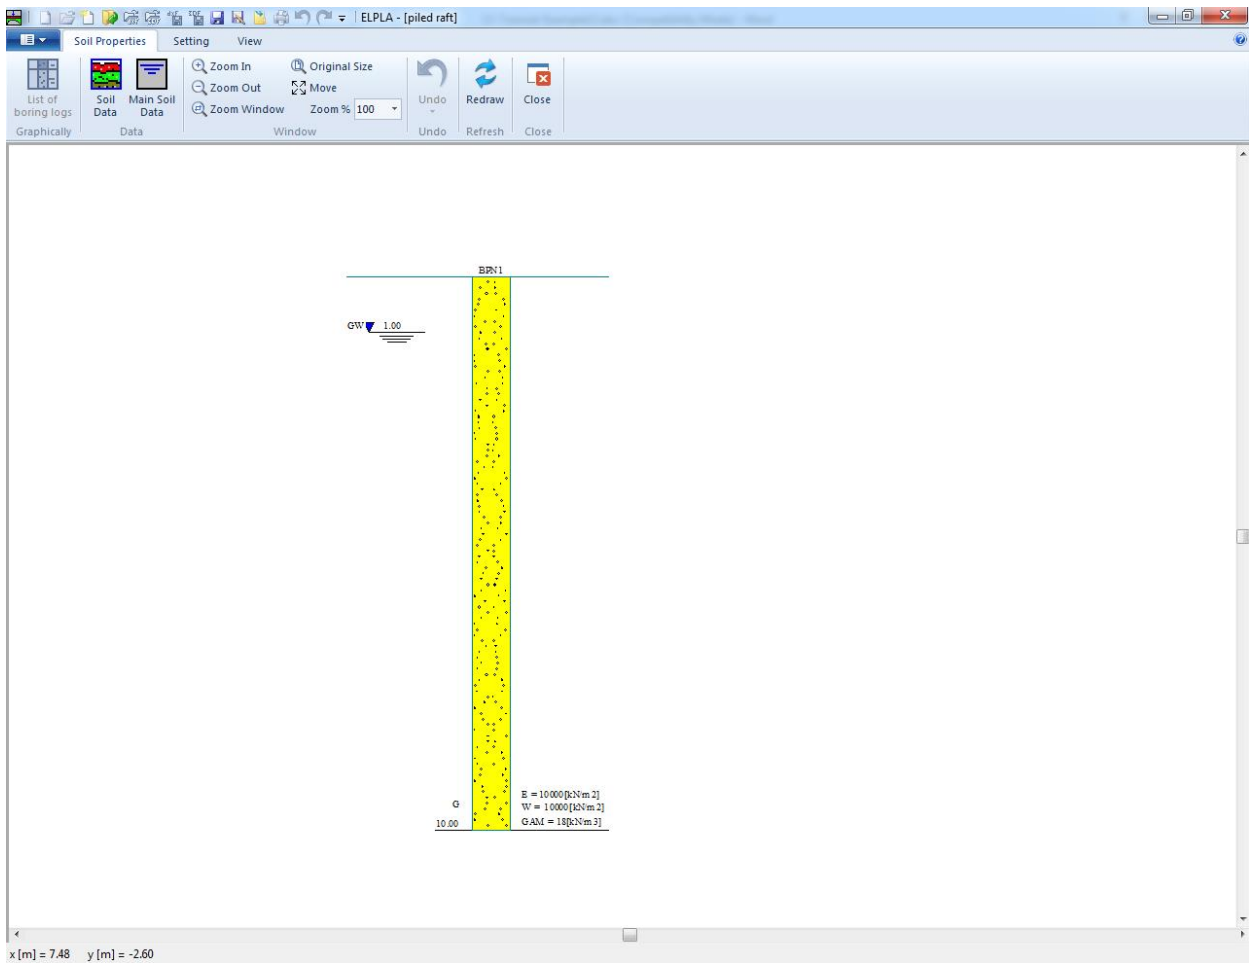 ELPLA - [piled raft]
Soil Properties Setting View
Zoom In Original Size
Zoom Out Move
Zoom Window Zoom % 100
List of boring logs
Soil Data
Main Soil Data
Undo
Redraw
Close
Graphically Data Window Undo Refresh Close
BPN1
GW 1.00
E = 10000[kN/m2]
G
W = 10000[kN/m2]
10.00
GAM = 18[kN/m3]
x [m] = 7.48 y [m] = -2.60